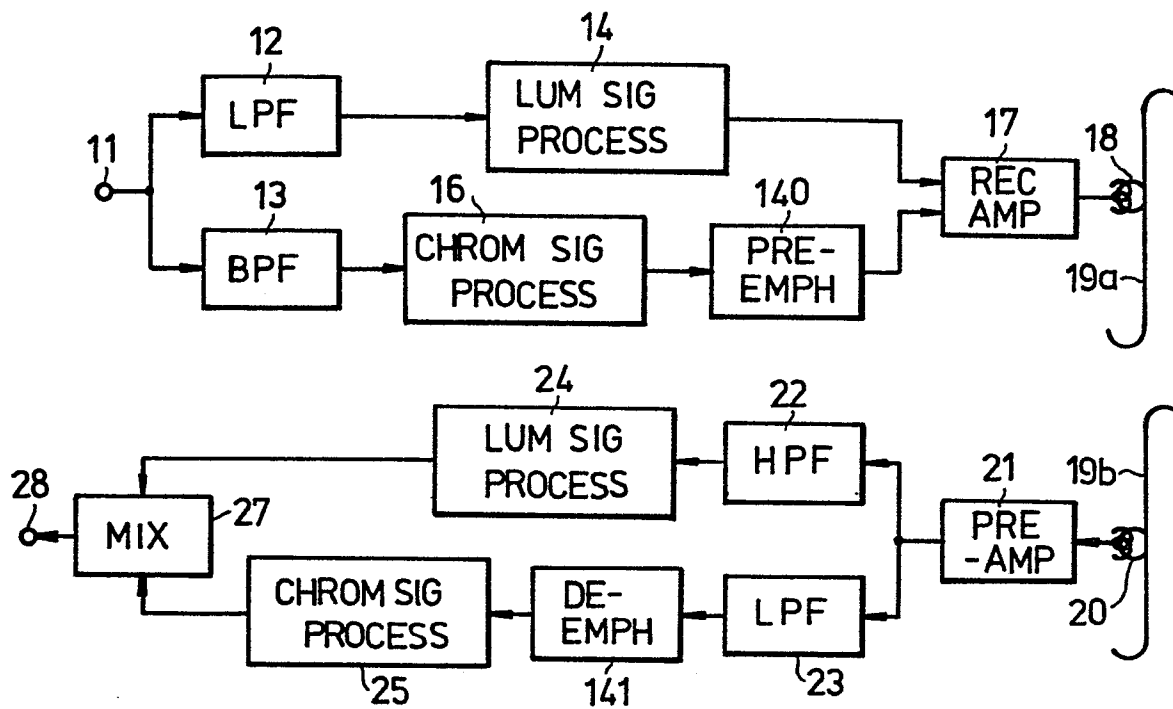 12
14
LPF
LUM SIG
PROCESS
17
18
11
REC
AMP
13
16
140
BPF
CHROM SIG
PROCESS
PRE-
EMPH
19a
24
22
LUM SIG
PROCESS
HPF
19b
28
27
21
MIX
PRE
-AMP
CHROM SIG
PROCESS
DE-
EMPH
LPF
20
25
141
23